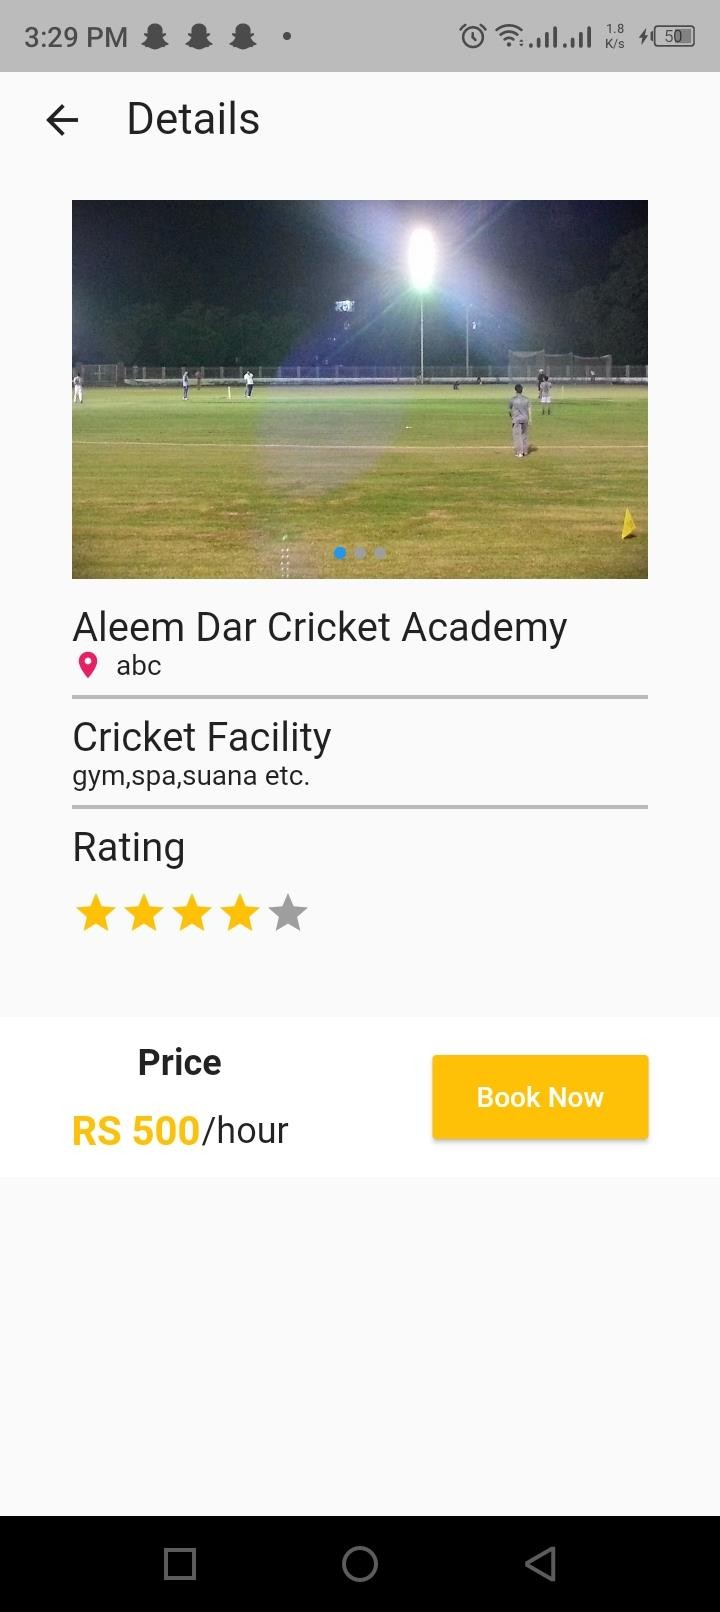 3:29 PM
1.8
K/s
50
Details
Aleem Dar Cricket Academy
abc
Cricket Facility
gym,spa,suana etc.
Rating
Price
RS 500/hour
Book Now